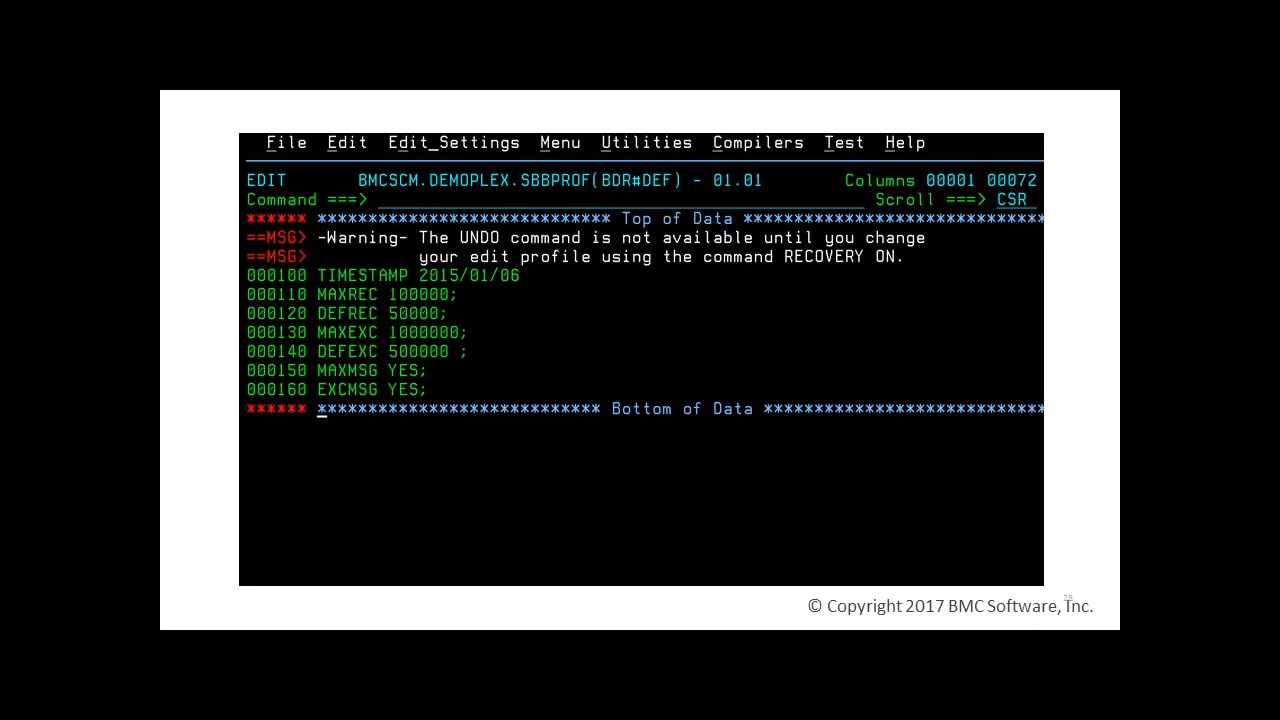 File Edit Edit_Settings Menu Utilities Compilers Test Help
EDIT BMCSCM.DEMOPLEX.SBBPROF(BDR#DEF) - 01.01 Columns 00001 00072
Command ===> Scroll ===> CSR
****** ***************************** Top of Data ******************************
==MSG> -Warning- The UNDO command is not available until you change
==MSG> your edit profile using the command RECOVERY ON.
000100 TIMESTAMP 2015/01/06
000110 MAXREC 100000;
000120 DEFREC 50000;
000130 MAXEXC 1000000;
000140 DEFEXC 500000 ;
000150 MAXMSG YES;
000160 EXCMSG YES;
****** **************************** Bottom of Data ****************************
28
© Copyright 2017 BMC Software, Inc.